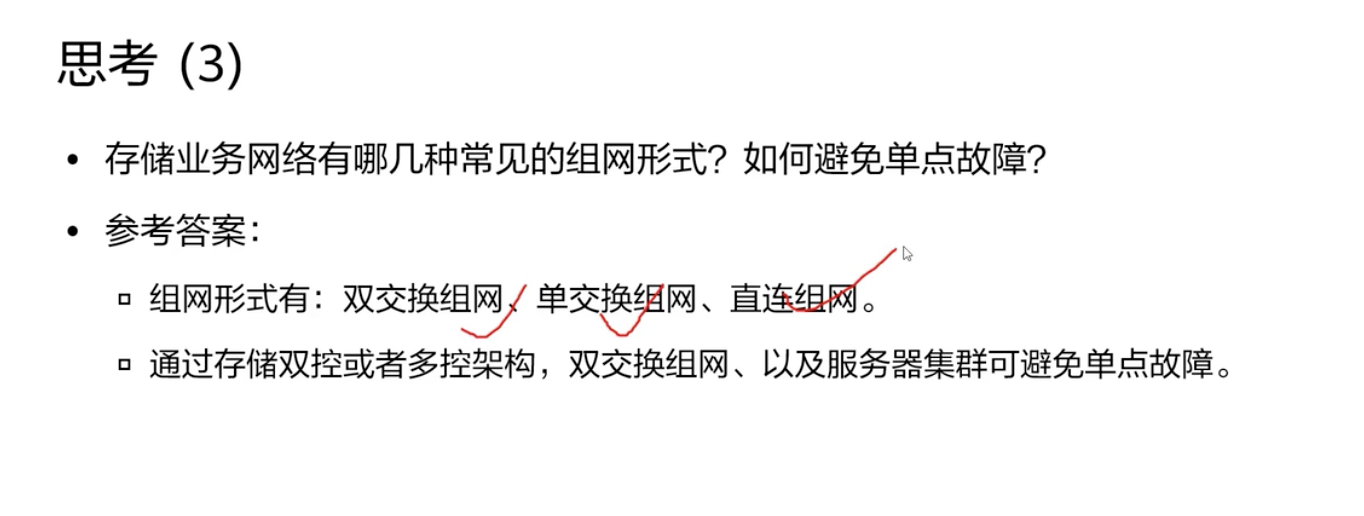 思考 (3)
• 存储业务网络有哪几种常见的组网形式？如何避免单点故障？
• 参考答案：
▫ 组网形式有：双交换组网、单交换组网、直连组网。
▫ 通过存储双控或者多控架构，双交换组网、以及服务器集群可避免单点故障。